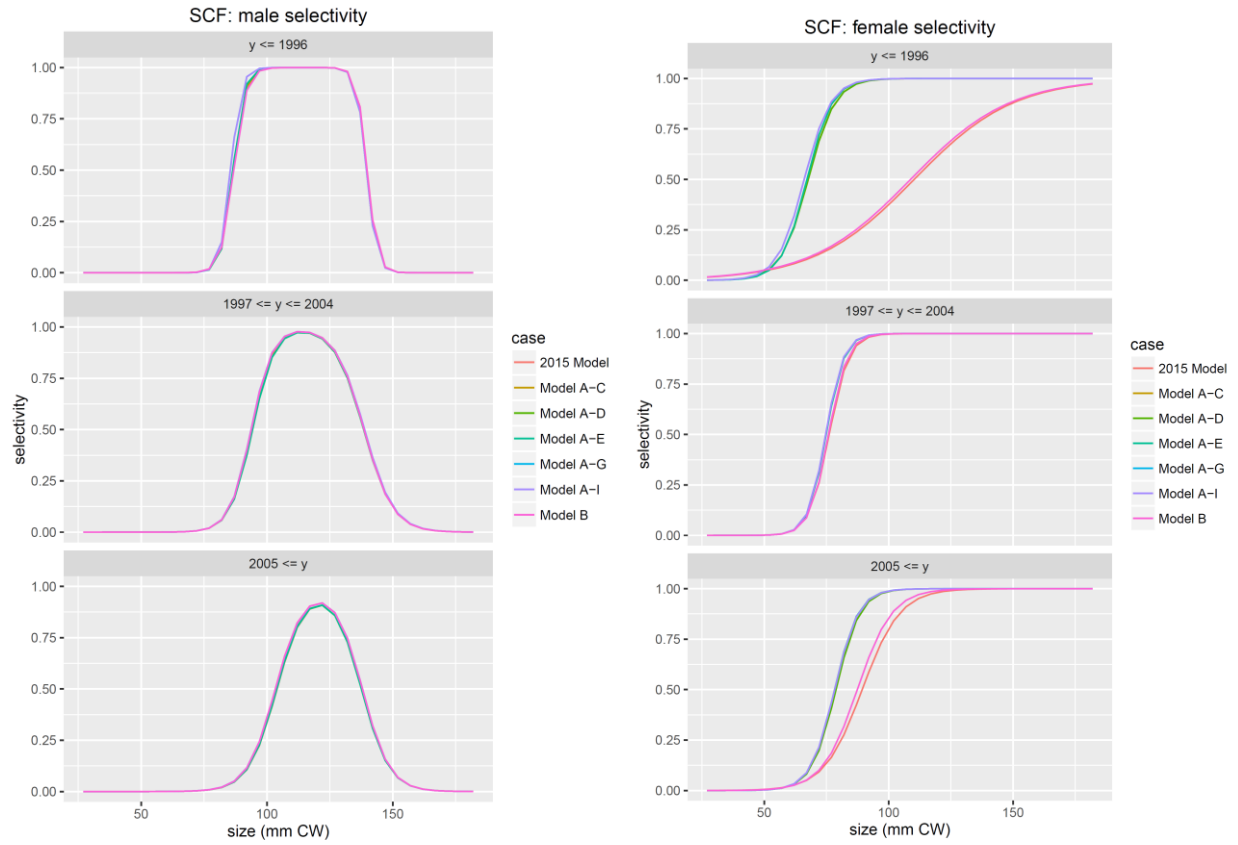 SCF: male selectivity
y <= 1996
1.00
0.75
0.50
0.25
0.00
1997 <= y <= 2004
1.00
0.75
0.50
0.25
0.00
selectivity
2005 <= y
1.00
0.75
0.50
0.25
0.00
50 100 150
size (mm CW)
case
2015 Model
Model A-C
Model A-D
Model A-E
Model A-G
Model A-I
Model B
SCF: female selectivity
y <= 1996
1.00
0.75
0.50
0.25
0.00
1997 <= y <= 2004
1.00
0.75
0.50
0.25
0.00
selectivity
2005 <= y
1.00
0.75
0.50
0.25
0.00
50 100 150
size (mm CW)
case
2015 Model
Model A-C
Model A-D
Model A-E
Model A-G
Model A-I
Model B